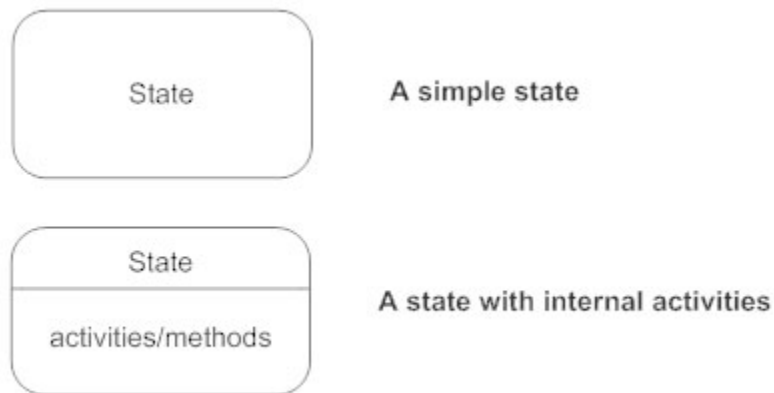 State
A simple state
State
activities/methods
A state with internal activities